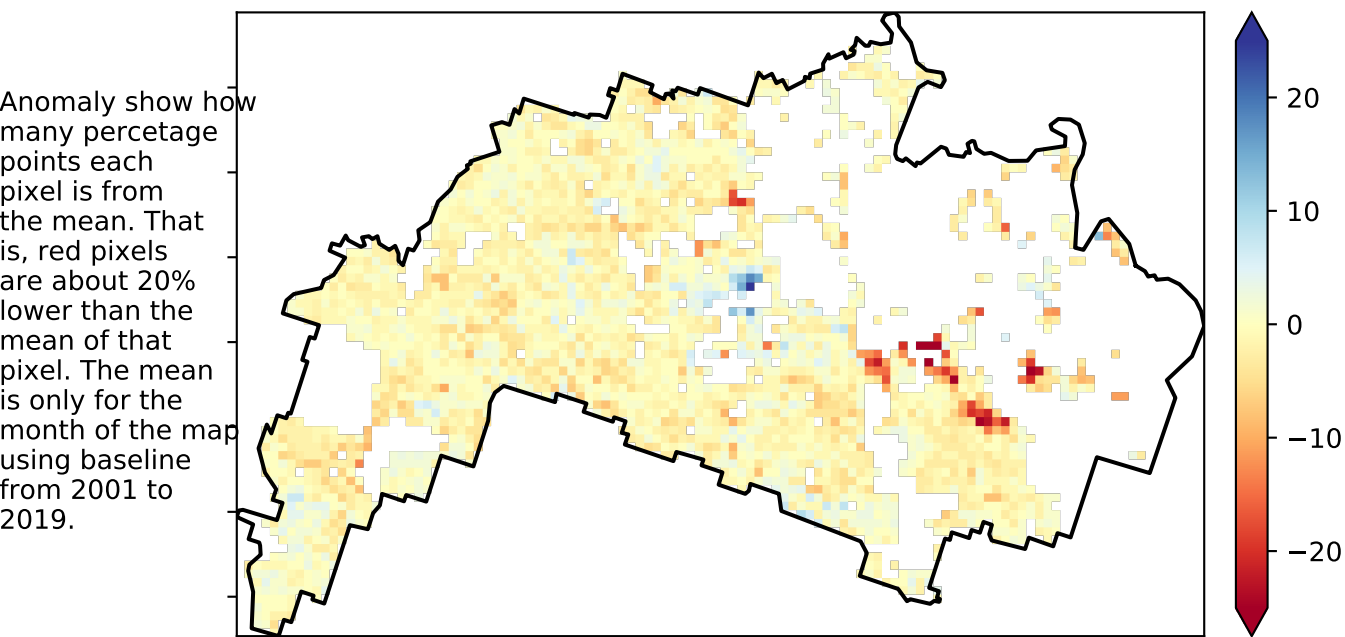 Anomaly show how
many percetage
points each
pixel is from
the mean. That
is, red pixels
are about 20%
lower than the
mean of that
pixel. The mean
is only for the
month of the map
using baseline
from 2001 to
2019.
20
10
0
−10
−20